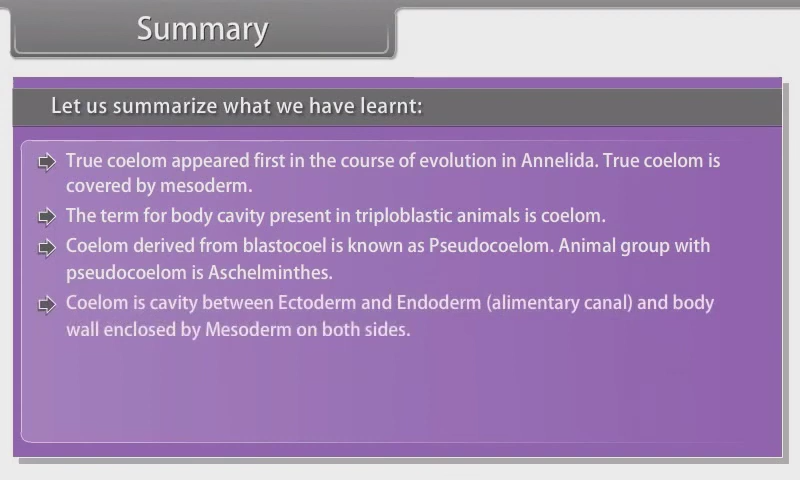 Summary
Let us summarize what we have learnt:
True coelom appeared first in the course of evolution in Annelida. True coelom is
covered by mesoderm.
The term for body cavity present in triploblastic animals is coelom.
Coelom derived from blastocoel is known as Pseudocoelom. Animal group with
pseudocoelom is Aschelminthes.
Coelom is cavity between Ectoderm and Endoderm (alimentary canal) and body
wall enclosed by Mesoderm on both sides.